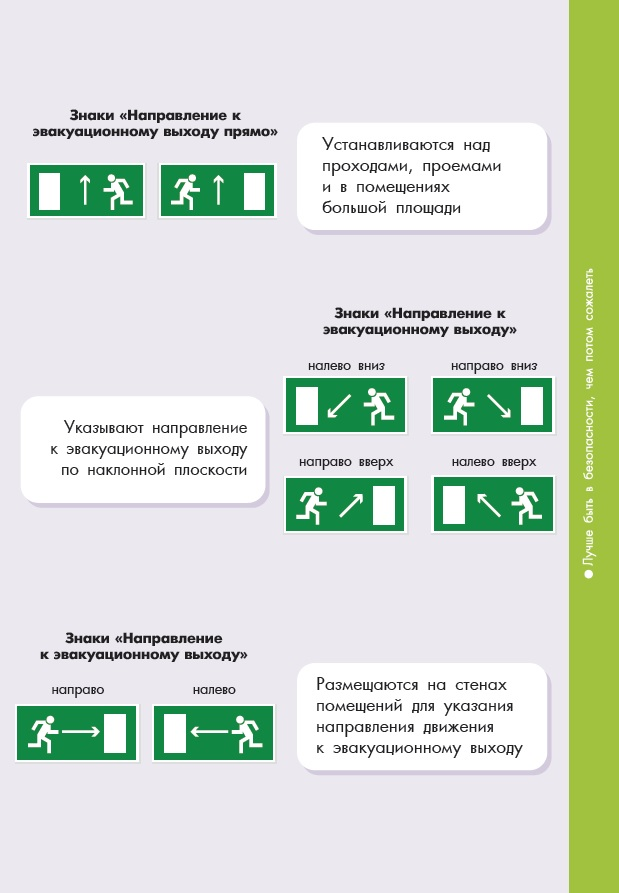 Знаки «Направление к
эвакуационному выходу прямо»
Устанавливаются над
проходами, проемами
и в помещениях
большой площади
Знаки «Направление к
эвакуационному выходу»
налево вниз
направо вниз
Указывают направление
к эвакуационному выходу
по наклонной плоскости
направо вверх
налево вверх
Знаки «Направление
к эвакуационному выходу»
направо
налево
Размещаются на стенах
помещений для указания
направления движения
к эвакуационному выходу
● Лучше быть в безопасности, чем потом сожалеть